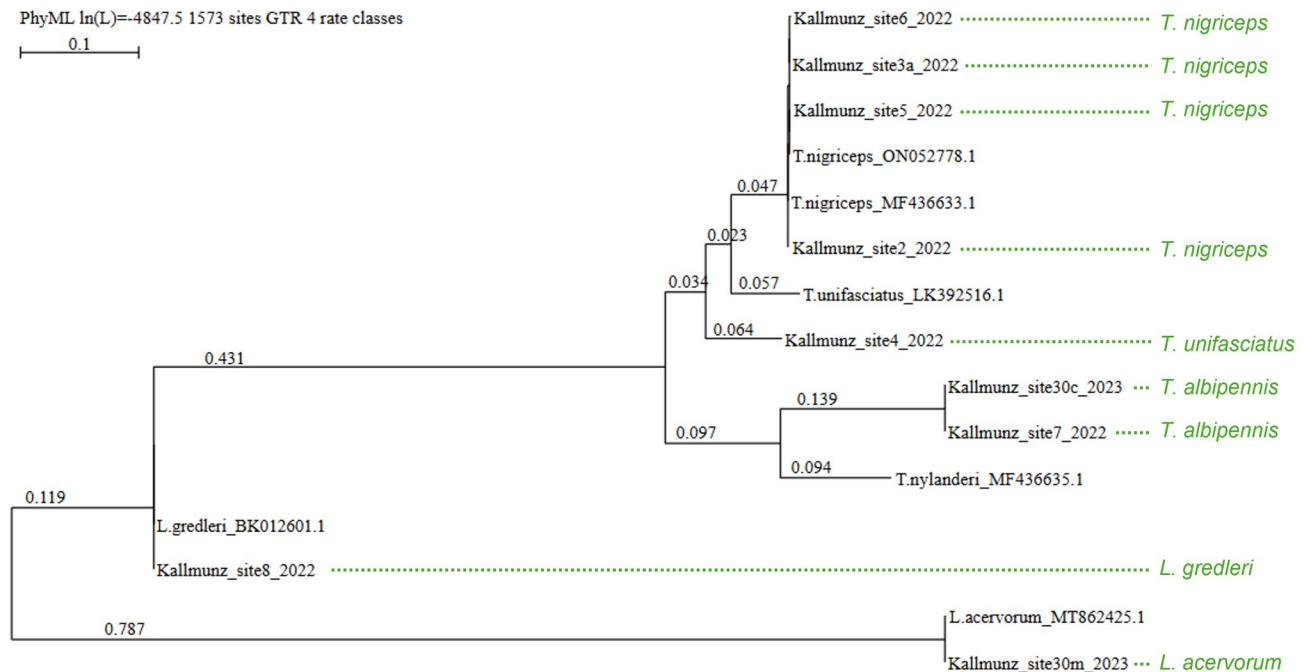 PhyML ln(L)=-4847.5 1573 sites GTR 4 rate classes
0.1
Kallmunz_site6_2022 T. nigriceps
Kallmunz_site3a_2022 T. nigriceps
Kallmunz_site5_2022 T. nigriceps
T.nigriceps_ON052778.1
0.047
T.nigriceps_MF436633.1
0.023
Kallmunz_site2_2022 T. nigriceps
0.034
0.057
T.unifasciatus_LK392516.1
0.064
Kallmunz_site4_2022 T. unifasciatus
0.431
Kallmunz_site30c_2023 T. albipennis
0.139
0.097
Kallmunz_site7_2022 T. albipennis
0.094
T.nylanderi_MF436635.1
0.119
L.gredleri_BK012601.1
Kallmunz_site8_2022 L. gredleri
L.acervorum_MT862425.1
0.787
Kallmunz_site30m_2023 L. acervorum